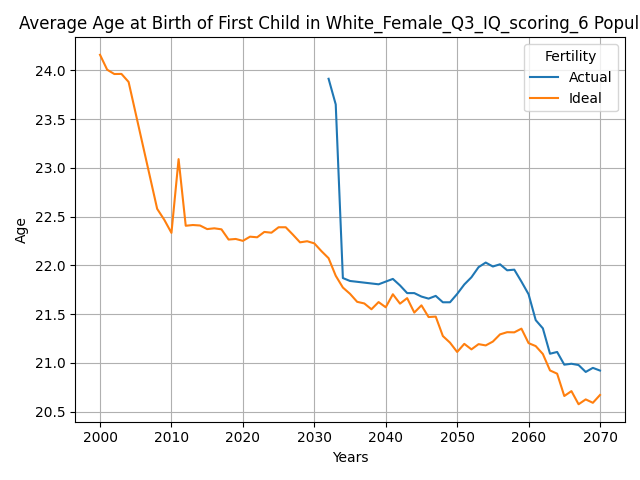 Average Age at Birth of First Child in White_Female_Q3_IQ_scoring_6 Popul
Fertility
Actual
Ideal
24.0
23.5
23.0
22.5
22.0
21.5
21.0
20.5
Age
2000 2010 2020 2030 2040 2050 2060 2070
Years